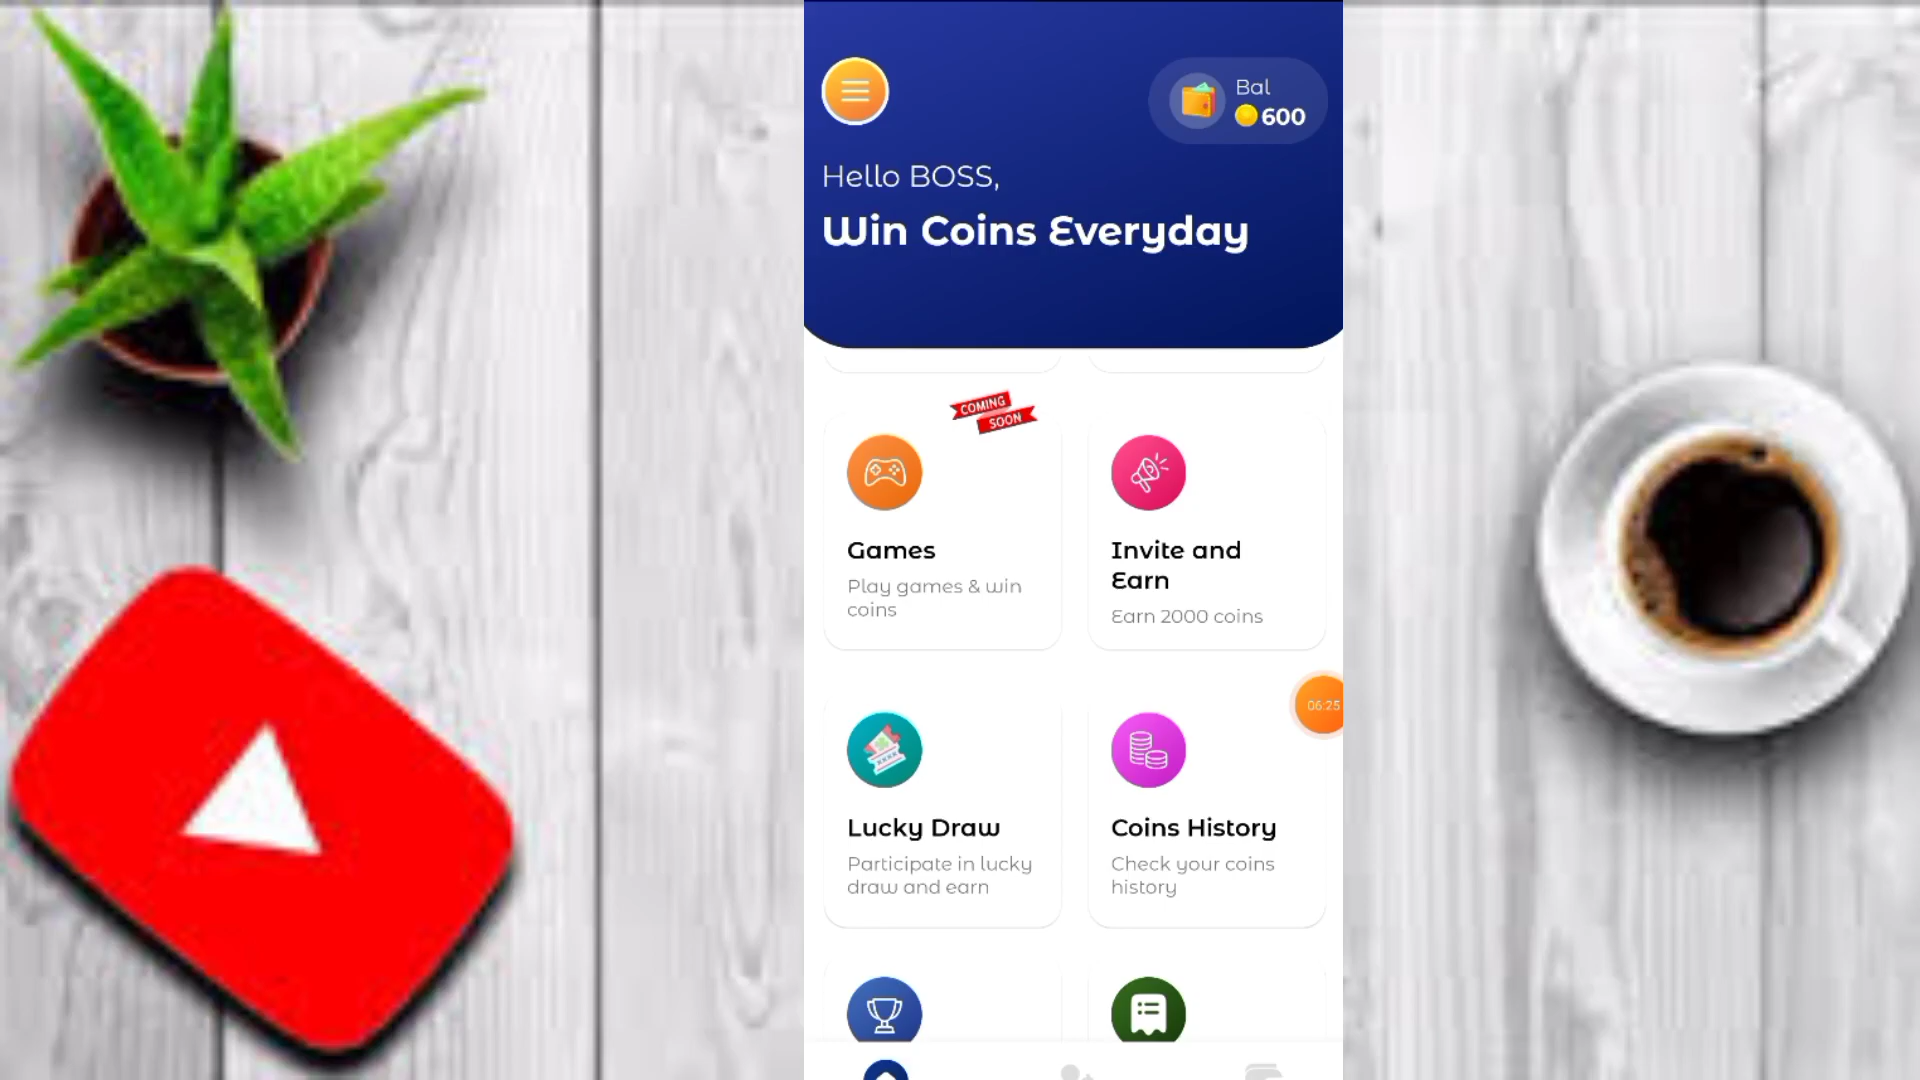 Bal
600
Hello BOSS,
Win Coins Everyday
COMING
SOON
Games
Play games & win
coins
Invite and
Earn
Earn 2000 coins
06:25
Lucky Draw
Participate in lucky
draw and earn
Coins History
Check your coins
history